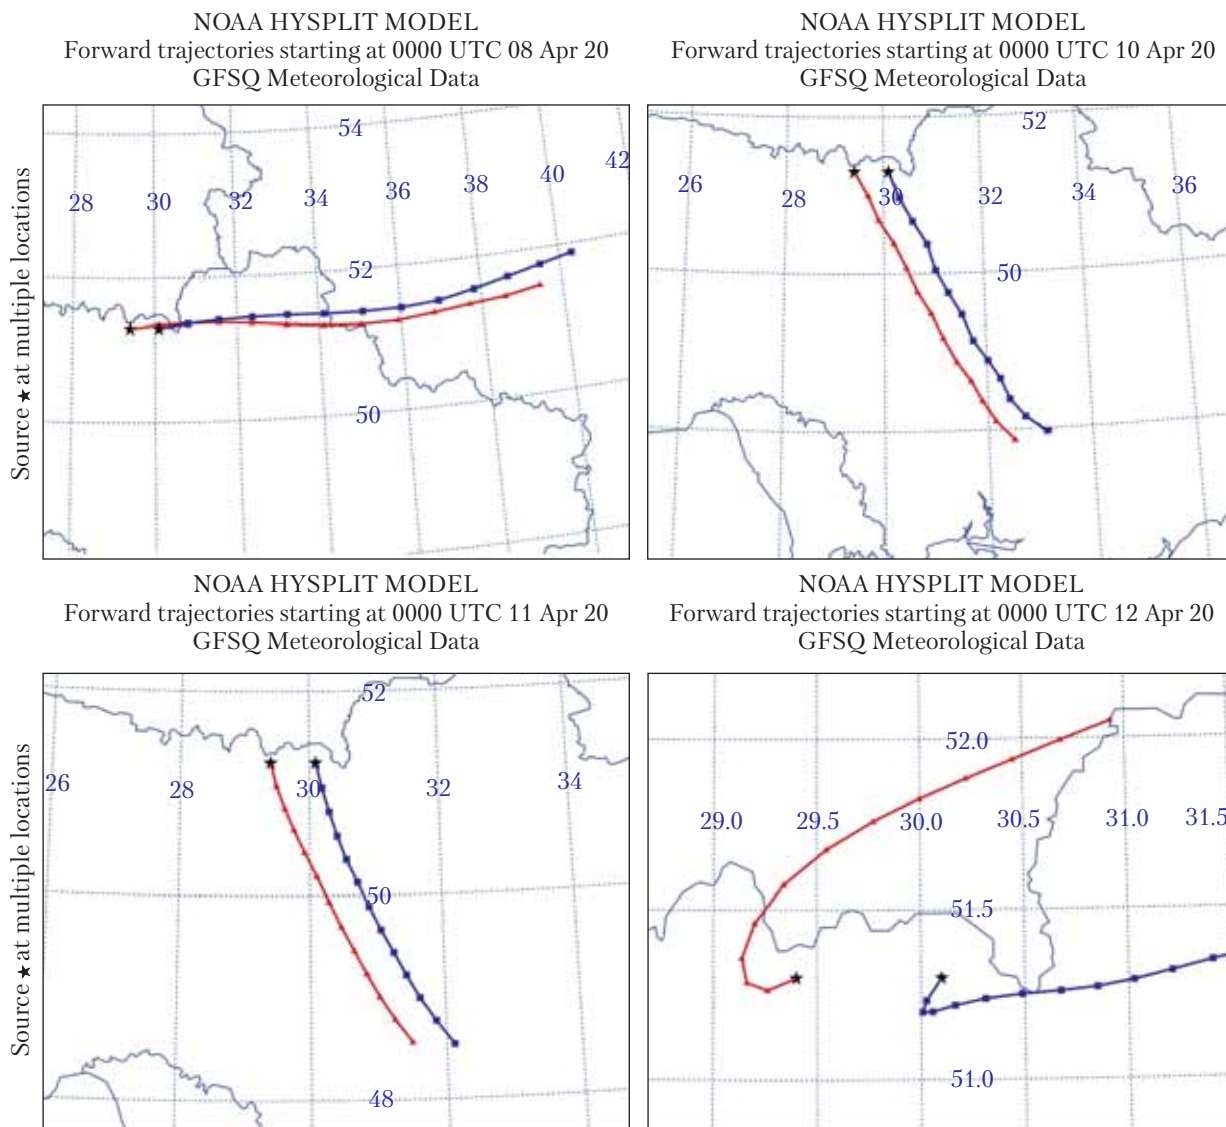 NOAA HYSPLIT MODEL
Forward trajectories starting at 0000 UTC 08 Apr 20
GFSQ Meteorological Data
Source ★ at multiple locations
54
42
40
38
36
34
32
30
28
52
50
NOAA HYSPLIT MODEL
Forward trajectories starting at 0000 UTC 10 Apr 20
GFSQ Meteorological Data
52
26
28
30
32
34
36
50
NOAA HYSPLIT MODEL
Forward trajectories starting at 0000 UTC 11 Apr 20
GFSQ Meteorological Data
Source ★ at multiple locations
52
26
28
30
32
34
50
48
NOAA HYSPLIT MODEL
Forward trajectories starting at 0000 UTC 12 Apr 20
GFSQ Meteorological Data
52.0
29.0
29.5
30.0
30.5
31.0
31.5
51.5
51.0